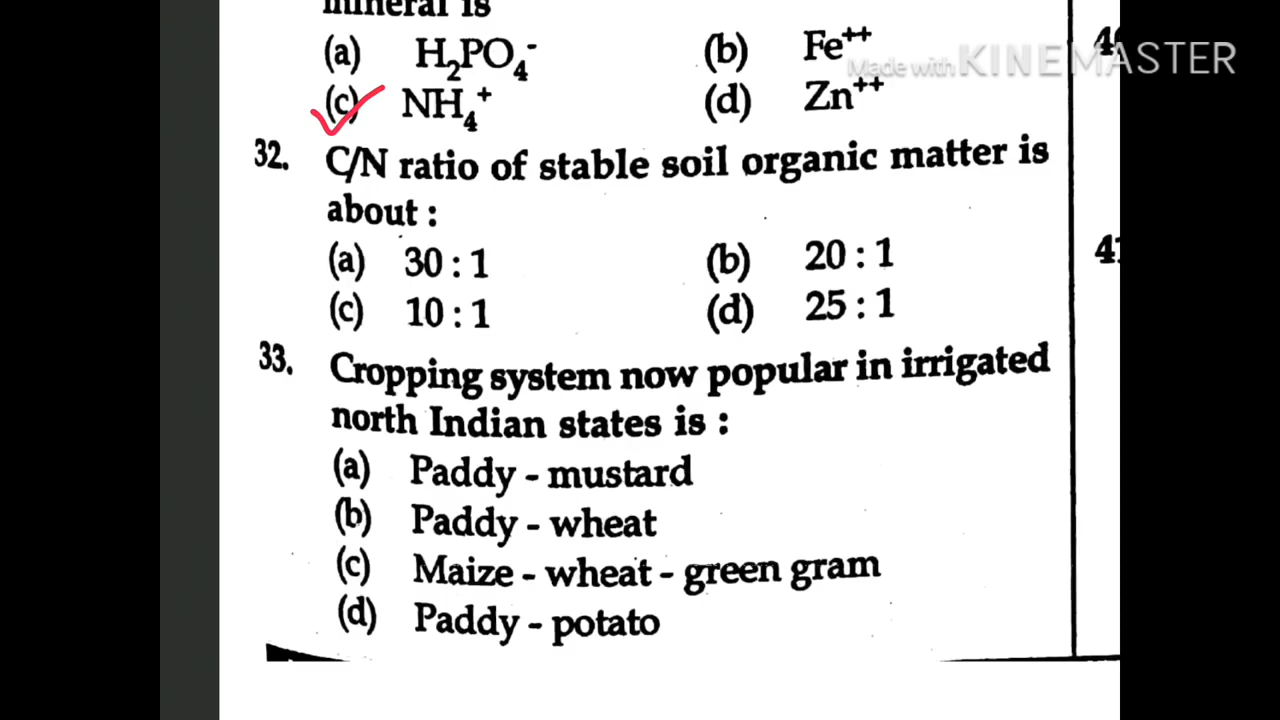 mineral is
(a) H₂PO₄⁻ (b) Fe⁺⁺
Made with KINEMASTER
(c) NH₄⁺ (d) Zn⁺⁺
32. C/N ratio of stable soil organic matter is
about :
(a) 30 : 1 (b) 20 : 1
(c) 10 : 1 (d) 25 : 1
33. Cropping system now popular in irrigated
north Indian states is :
(a) Paddy - mustard
(b) Paddy - wheat
(c) Maize - wheat - green gram
(d) Paddy - potato